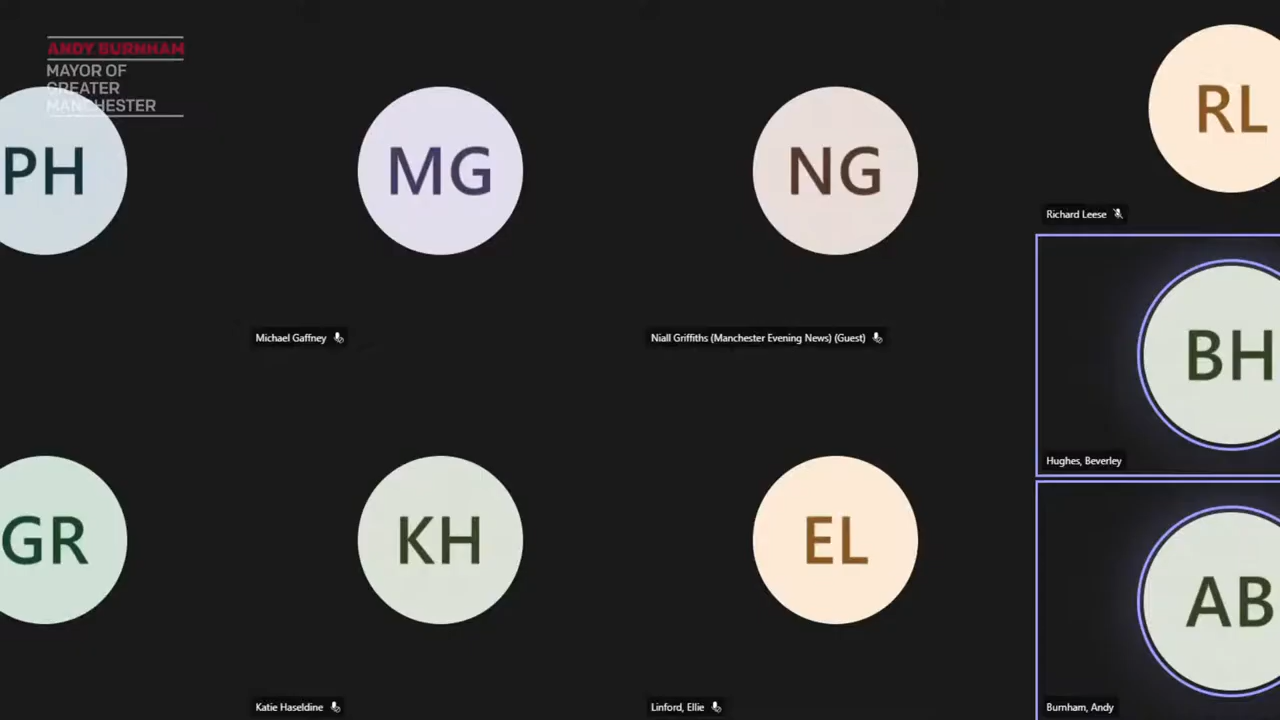 ANDY BURNHAM
MAYOR OF
GREATER
MANCHESTER
PH
MG
NG
RL
Richard Leese
Michael Gaffney
Niall Griffiths (Manchester Evening News) (Guest)
BH
Hughes, Beverley
GR
KH
EL
AB
Katie Haseldine
Linford, Ellie
Burnham, Andy